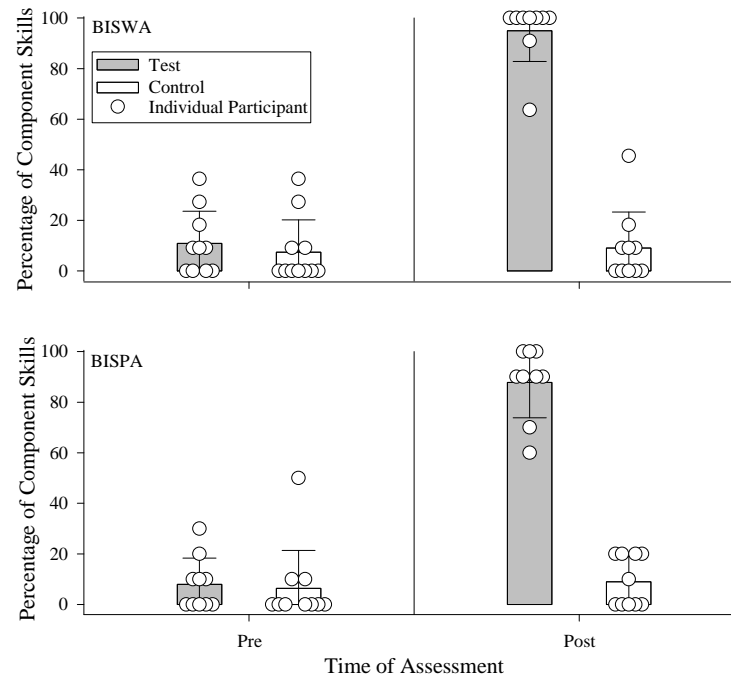 BISWA
Test
Control
Individual Participant
100
80
60
40
20
0
Percentage of Component Skills
BISPA
100
80
60
40
20
0
Percentage of Component Skills
Pre
Post
Time of Assessment